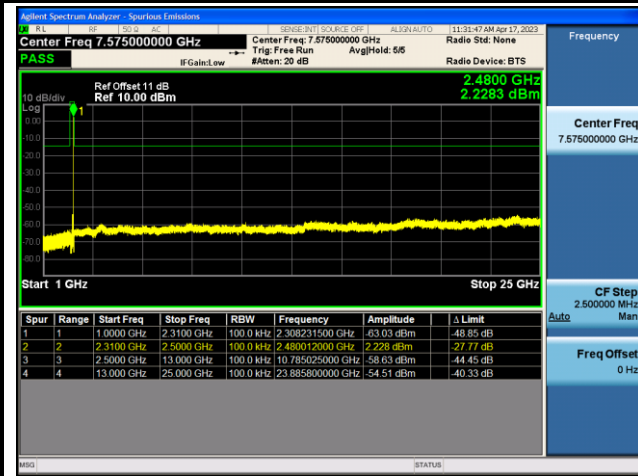 Agilent Spectrum Analyzer - Spurious Emissions
RL RF 50 Ω AC SENSE:INT SOURCE OFF ALIGN AUTO 11:31:47 AM Apr 17, 2023
Center Freq 7.575000000 GHz Center Freq: 7.575000000 GHz Radio Std: None
Trig: Free Run Avg|Hold: 5/5
PASS IFGain:Low #Atten: 20 dB Radio Device: BTS
Ref Offset 11 dB 2.4800 GHz
10 dB/div Ref 10.00 dBm 2.2283 dBm
Log
1
0.00
-10.0
-20.0
-30.0
-40.0
-50.0
-60.0
-70.0
-80.0
Start 1 GHz Stop 25 GHz
Spur Range Start Freq Stop Freq RBW Frequency Amplitude Δ Limit
1 1 1.0000 GHz 2.3100 GHz 100.0 kHz 2.308231500 GHz -63.03 dBm -48.85 dB
2 2 2.3100 GHz 2.5000 GHz 100.0 kHz 2.480012000 GHz 2.228 dBm -27.77 dB
3 3 2.5000 GHz 13.000 GHz 100.0 kHz 10.785025000 GHz -58.63 dBm -44.45 dB
4 4 13.000 GHz 25.000 GHz 100.0 kHz 23.885800000 GHz -54.51 dBm -40.33 dB
MSG STATUS
Frequency
Center Freq
7.575000000 GHz
CF Step
2.500000 MHz
Auto Man
Freq Offset
0 Hz